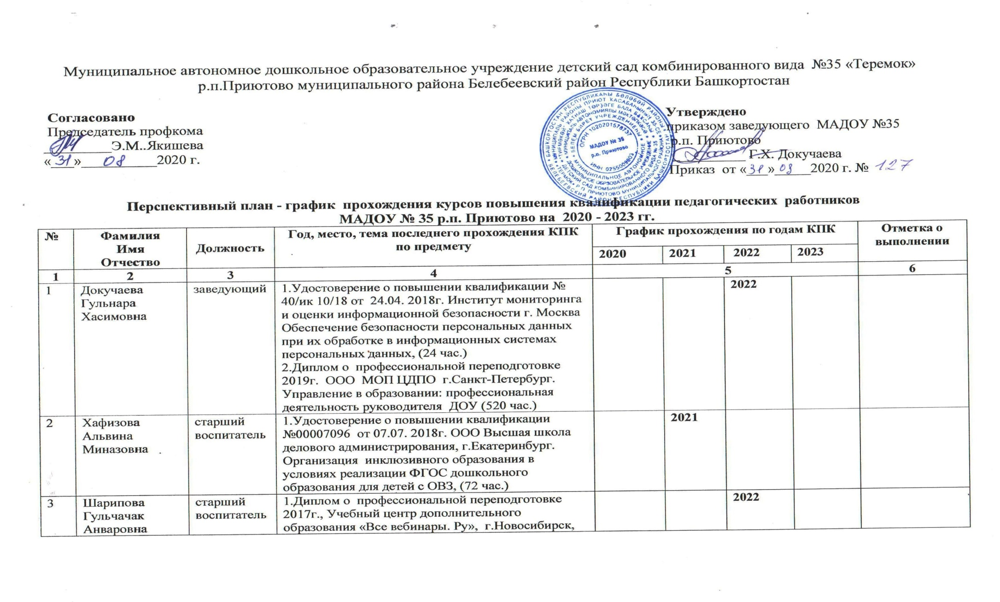 Муниципальное автономное дошкольное образовательное учреждение детский сад комбинированного вида №35 «Теремок»
р.п.Приютово муниципального района Белебеевский район Республики Башкортостан
Согласовано
Председатель профкома
____________Э.М..Якишева
«_31_»____08____2020 г.
ОГРН 1020201578737
МАДОУ № 35
р.п. Приютово
ИНН 0255009803
Утверждено
приказом заведующего МАДОУ №35
р.п. Приютово
____________ Г.Х. Докучаева
Приказ от «31»_08_2020 г. № 127
Перспективный план - график прохождения курсов повышения квалификации педагогических работников
МАДОУ № 35 р.п. Приютово на 2020 - 2023 гг.
№
Фамилия
Имя
Отчество
Должность
Год, место, тема последнего прохождения КПК
по предмету
График прохождения по годам КПК
2020 2021 2022 2023
Отметка о
выполнении
1 2 3 4 5 6
1
Докучаева
Гульнара
Хасимовна
заведующий
1.Удостоверение о повышении квалификации №
40/ик 10/18 от 24.04. 2018г. Институт мониторинга
и оценки информационной безопасности г. Москва
Обеспечение безопасности персональных данных
при их обработке в информационных системах
персональных данных, (24 час.)
2.Диплом о профессиональной переподготовке
2019г. ООО МОП ЦДПО г.Санкт-Петербург.
Управление в образовании: профессиональная
деятельность руководителя ДОУ (520 час.)
2022
2
Хафизова
Альвина
Миназовна
старший
воспитатель
1.Удостоверение о повышении квалификации
№00007096 от 07.07. 2018г. ООО Высшая школа
делового администрирования, г.Екатеринбург.
Организация инклюзивного образования в
условиях реализации ФГОС дошкольного
образования для детей с ОВЗ, (72 час.)
2021
3
Шарипова
Гульчачак
Анваровна
старший
воспитатель
1.Диплом о профессиональной переподготовке
2017г., Учебный центр дополнительного
образования «Все вебинары. Ру», г.Новосибирск,
2022